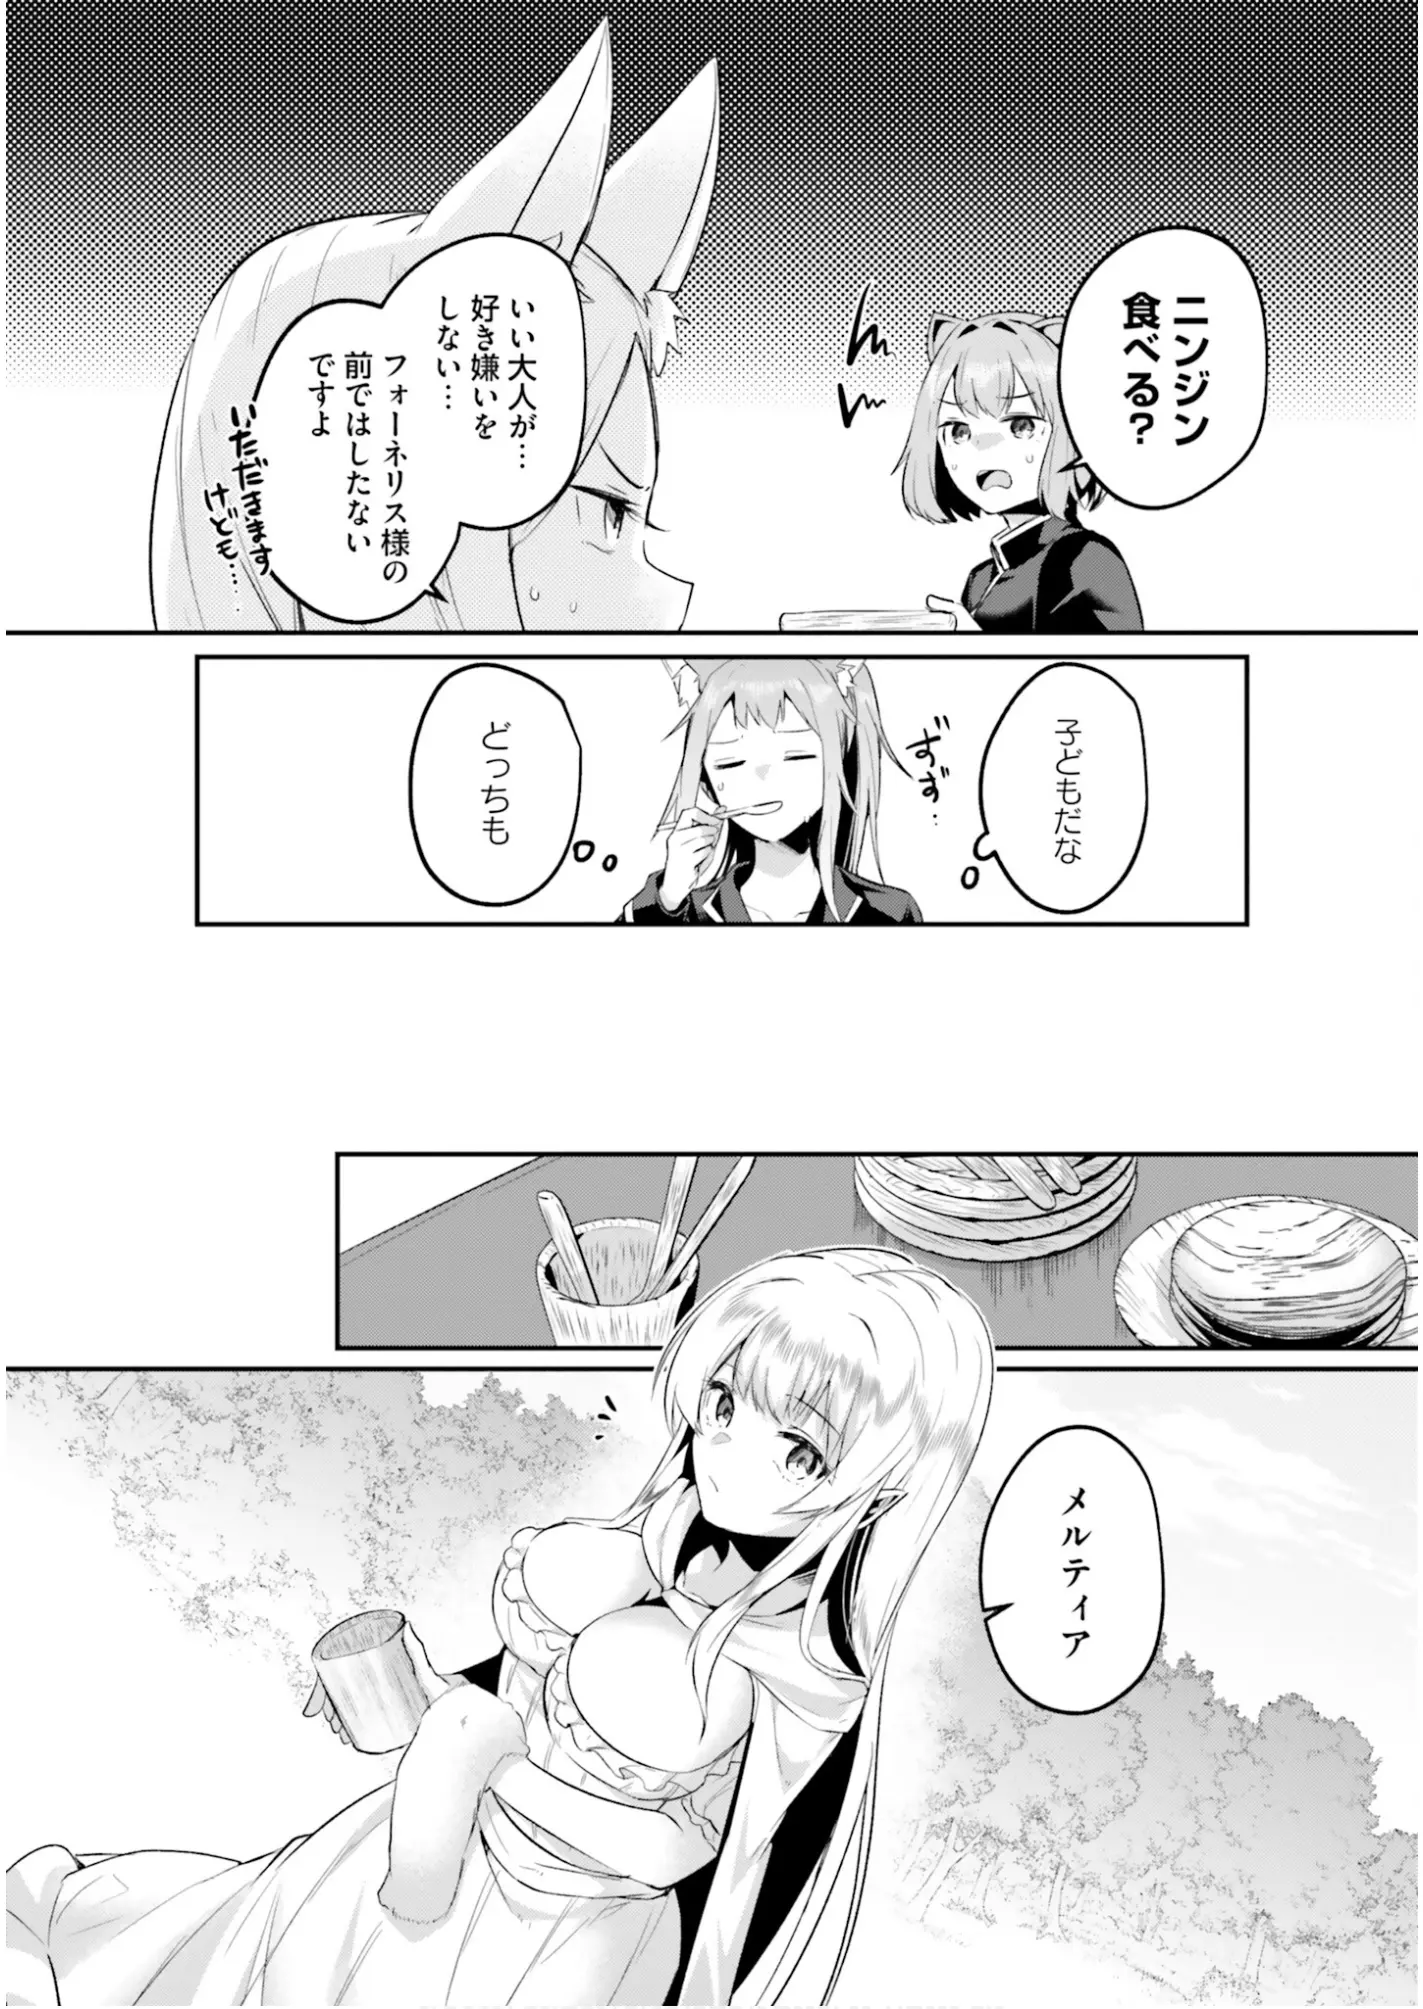 ニンジン
食べる?
いい大人が…
好き嫌いを
しない…
フォーネリス様の
前ではしたない
ですよ
いただきます
けども…
子どもだな
ずずず…
どっちも
メルティア